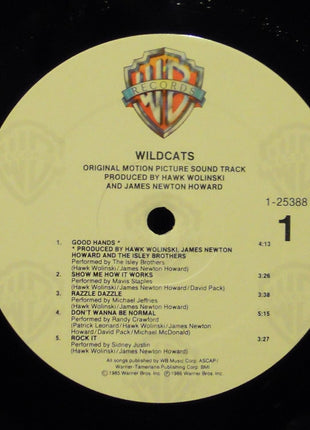 WB
RECORDS
WILDCATS
ORIGINAL MOTION PICTURE SOUND TRACK
PRODUCED BY HAWK WOLINSKI
AND JAMES NEWTON HOWARD
1-25388
1
1. GOOD HANDS * 4:13
* PRODUCED BY HAWK WOLINSKI, JAMES NEWTON
HOWARD AND THE ISLEY BROTHERS
Performed by The Isley Brothers
(Hawk Wolinski/James Newton Howard)
2. SHOW ME HOW IT WORKS 3:26
Performed by Mavis Staples
(Hawk Wolinski/James Newton Howard/David Pack)
3. RAZZLE DAZZLE 3:38
Performed by Michael Jeffries
(Hawk Wolinski/James Newton Howard)
4. DON'T WANNA BE NORMAL 5:15
Performed by Randy Crawford
(Patrick Leonard/Hawk Wolinski/James Newton
Howard/David Pack/Michael McDonald)
5. ROCK IT 3:27
Performed by Sidney Justin
(Hawk Wolinski/James Newton Howard)
All songs published by WB Music Corp. ASCAP/
Warner-Tamerlane Publishing Corp. BMI
℗ 1985 Warner Bros. Inc. © 1986 Warner Bros. Inc.